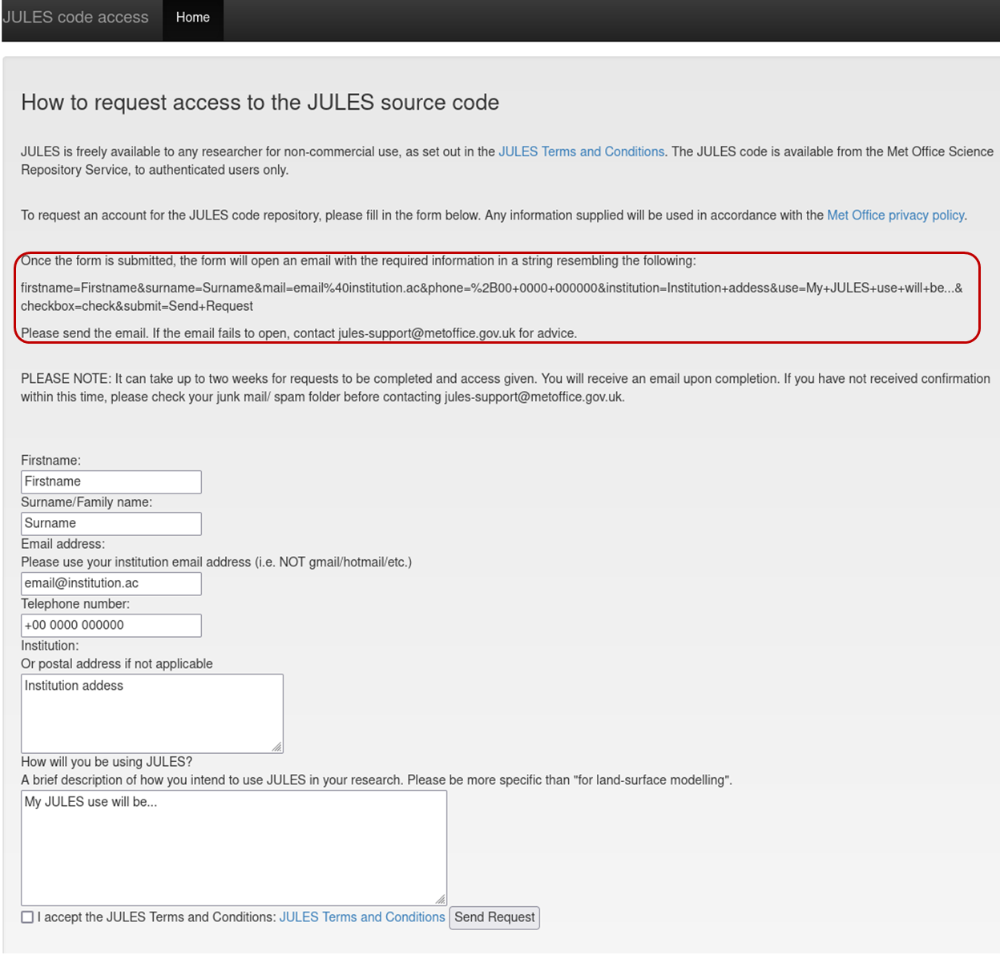 JULES code access Home
How to request access to the JULES source code
JULES is freely available to any researcher for non-commercial use, as set out in the JULES Terms and Conditions. The JULES code is available from the Met Office Science
Repository Service, to authenticated users only.
To request an account for the JULES code repository, please fill in the form below. Any information supplied will be used in accordance with the Met Office privacy policy.
Once the form is submitted, the form will open an email with the required information in a string resembling the following:
firstname=Firstname&surname=Surname&mail=email%40institution.ac&phone=%2B00+0000+000000&institution=Institution+addess&use=My+JULES+use+will+be...&
checkbox=check&submit=Send+Request
Please send the email. If the email fails to open, contact jules-support@metoffice.gov.uk for advice.
PLEASE NOTE: It can take up to two weeks for requests to be completed and access given. You will receive an email upon completion. If you have not received confirmation
within this time, please check your junk mail/ spam folder before contacting jules-support@metoffice.gov.uk.
Firstname:
Firstname
Surname/Family name:
Surname
Email address:
Please use your institution email address (i.e. NOT gmail/hotmail/etc.)
email@institution.ac
Telephone number:
+00 0000 000000
Institution:
Or postal address if not applicable
Institution addess
How will you be using JULES?
A brief description of how you intend to use JULES in your research. Please be more specific than "for land-surface modelling".
My JULES use will be...
I accept the JULES Terms and Conditions: JULES Terms and Conditions Send Request